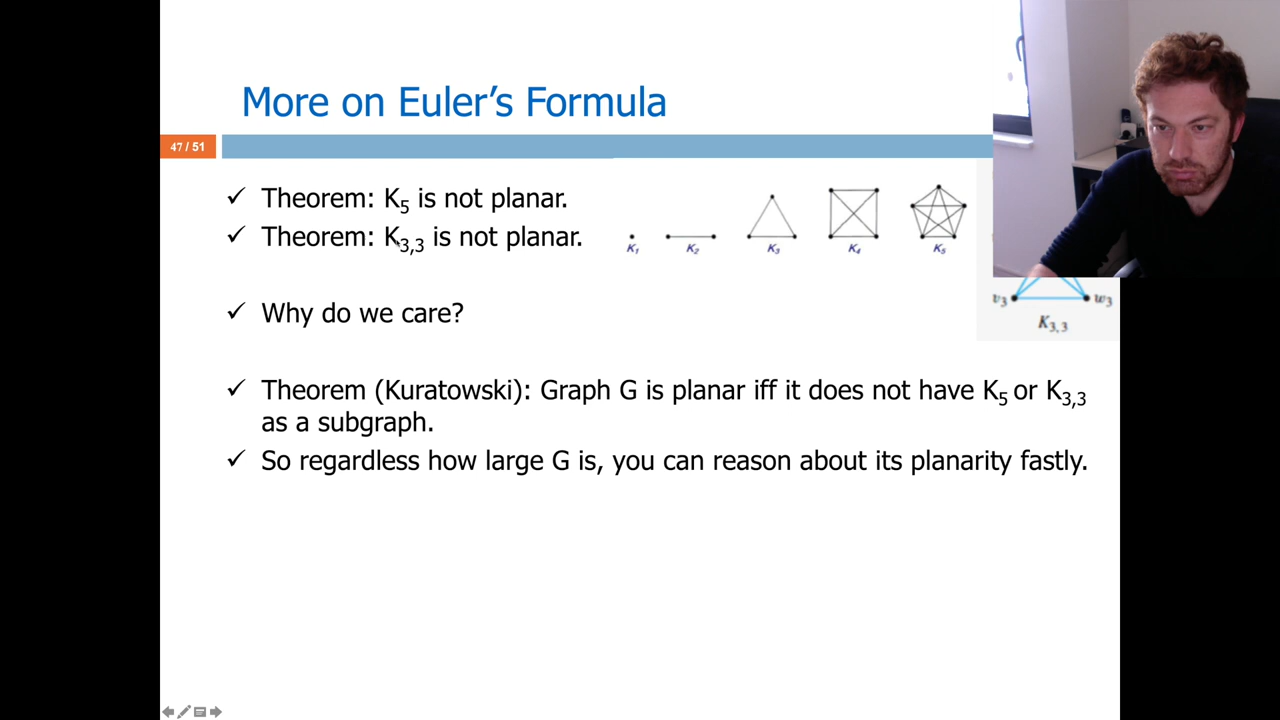 More on Euler’s Formula
47 / 51
✓ Theorem: K5 is not planar.
✓ Theorem: K3,3 is not planar.
K1 K2 K3 K4 K5
✓ Why do we care?
v3 w3
K3,3
✓ Theorem (Kuratowski): Graph G is planar iff it does not have K5 or K3,3
as a subgraph.
✓ So regardless how large G is, you can reason about its planarity fastly.